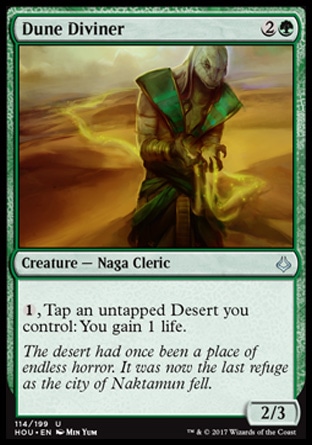 Dune Diviner 2
Creature — Naga Cleric
1, Tap an untapped Desert you
control: You gain 1 life.
The desert had once been a place of
endless horror. It was now the last refuge
as the city of Naktamun fell.
2/3
114/199 U
HOU • EN Min Yum
™ & © 2017 Wizards of the Coast